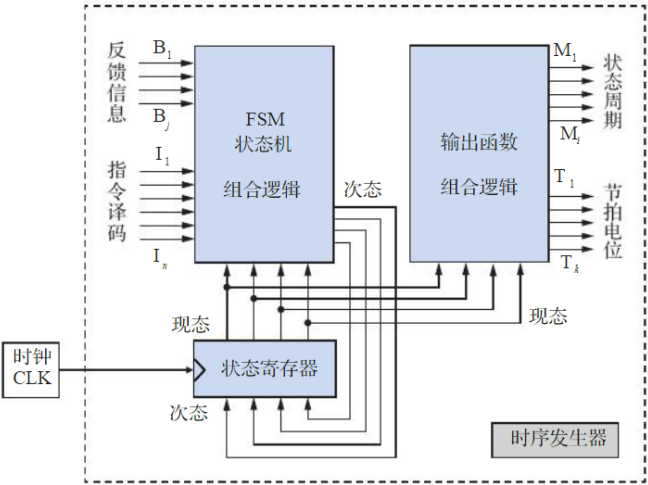 反馈信息
B1
Bj
FSM
状态机
组合逻辑
指令译码
I1
In
次态
输出函数
组合逻辑
M1
Mi
状态周期
T1
Tk
节拍电位
现态
现态
时钟
CLK
状态寄存器
次态
时序发生器